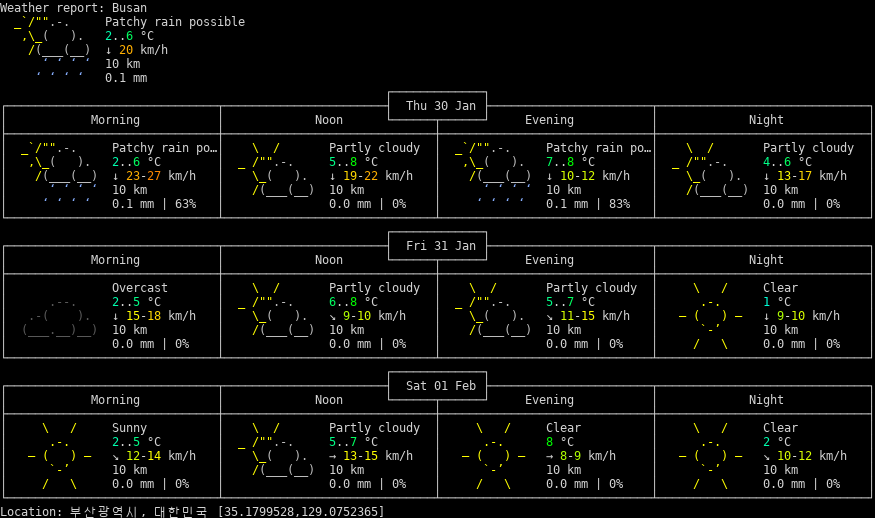 Weather report: Busan
Patchy rain possible
2..6 °C
↓ 20 km/h
10 km
0.1 mm
Thu 30 Jan
Morning Noon Evening Night
Patchy rain po… Partly cloudy Patchy rain po… Partly cloudy
2..6 °C 5..8 °C 7..8 °C 4..6 °C
↓ 23-27 km/h ↓ 19-22 km/h ↓ 10-12 km/h ↓ 13-17 km/h
10 km 10 km 10 km 10 km
0.1 mm | 63% 0.0 mm | 0% 0.1 mm | 83% 0.0 mm | 0%
Fri 31 Jan
Morning Noon Evening Night
Overcast Partly cloudy Partly cloudy Clear
2..5 °C 6..8 °C 5..7 °C 1 °C
↓ 15-18 km/h ↘ 9-10 km/h ↘ 11-15 km/h ↓ 9-10 km/h
10 km 10 km 10 km 10 km
0.0 mm | 0% 0.0 mm | 0% 0.0 mm | 0% 0.0 mm | 0%
Sat 01 Feb
Morning Noon Evening Night
Sunny Partly cloudy Clear Clear
2..5 °C 5..7 °C 8 °C 2 °C
↘ 12-14 km/h → 13-15 km/h → 8-9 km/h ↘ 10-12 km/h
10 km 10 km 10 km 10 km
0.0 mm | 0% 0.0 mm | 0% 0.0 mm | 0% 0.0 mm | 0%
Location: 부산광역시, 대한민국 [35.1799528,129.0752365]